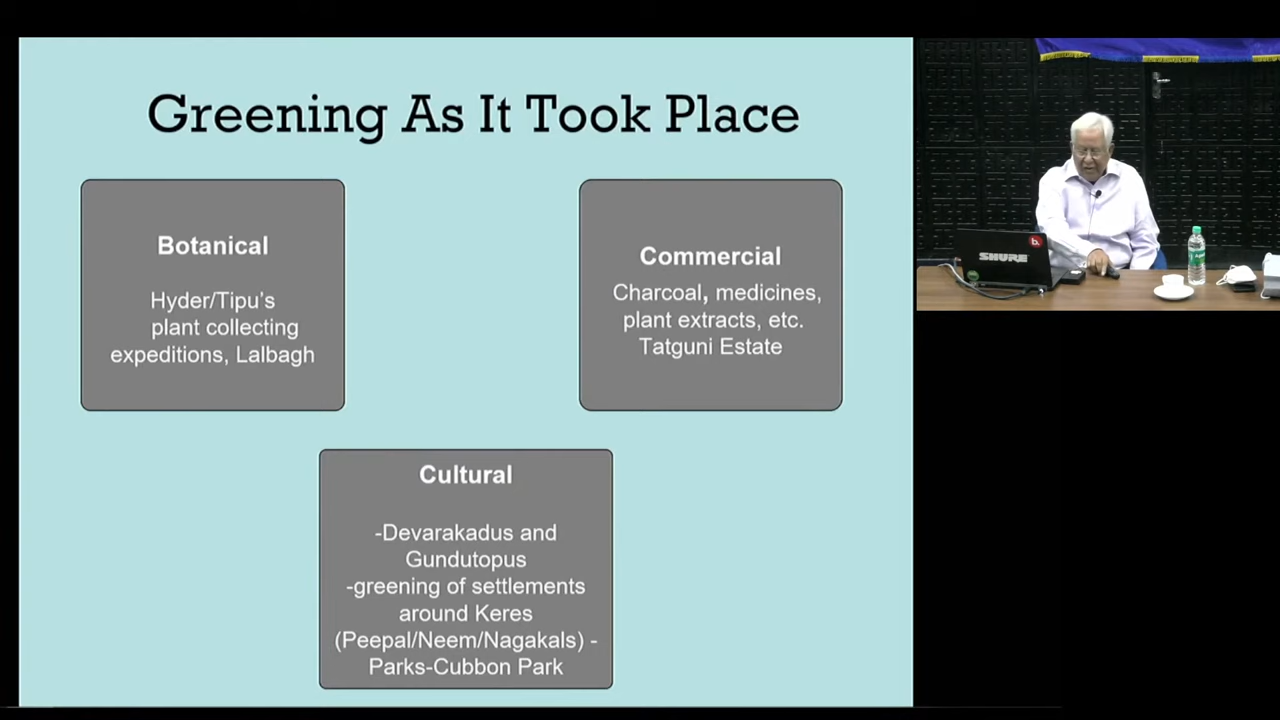 Greening As It Took Place
Botanical
Hyder/Tipu's
plant collecting
expeditions, Lalbagh
Commercial
Charcoal, medicines,
plant extracts, etc.
Tatguni Estate
Cultural
-Devarakadus and
Gundutopus
-greening of settlements
around Keres
(Peepal/Neem/Nagakals) -
Parks-Cubbon Park
SHURE
b.